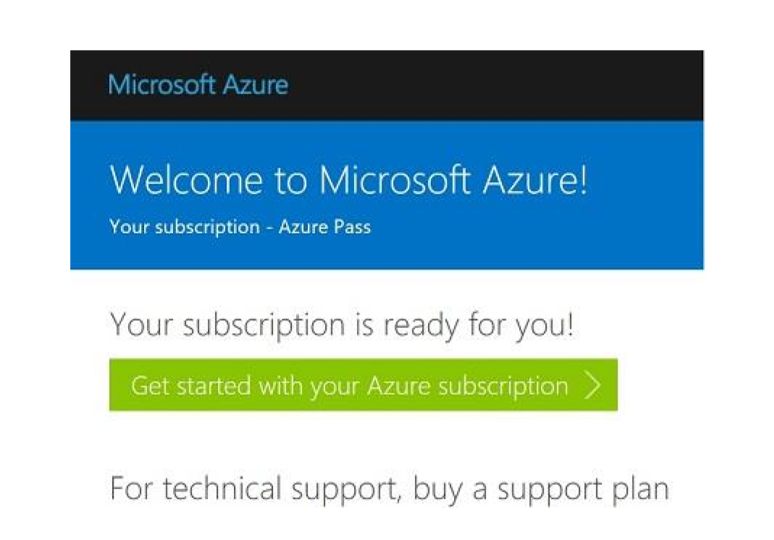 Microsoft Azure
Welcome to Microsoft Azure!
Your subscription - Azure Pass
Your subscription is ready for you!
Get started with your Azure subscription
For technical support, buy a support plan